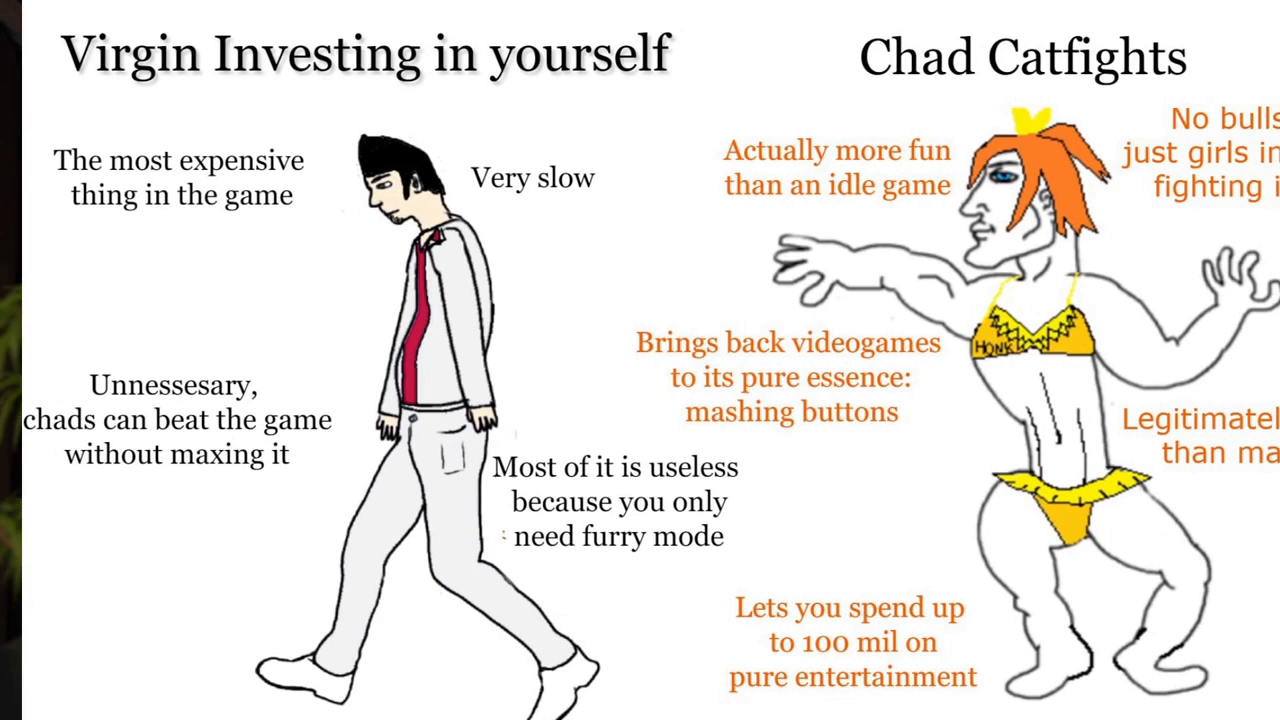 Virgin Investing in yourself
Chad Catfights
The most expensive
thing in the game
Very slow
Unnessesary,
chads can beat the game
without maxing it
Most of it is useless
because you only
need furry mode
Actually more fun
than an idle game
No bulls
just girls in
fighting i
Brings back videogames
to its pure essence:
mashing buttons
HONK
Legitimatel
than ma
Lets you spend up
to 100 mil on
pure entertainment